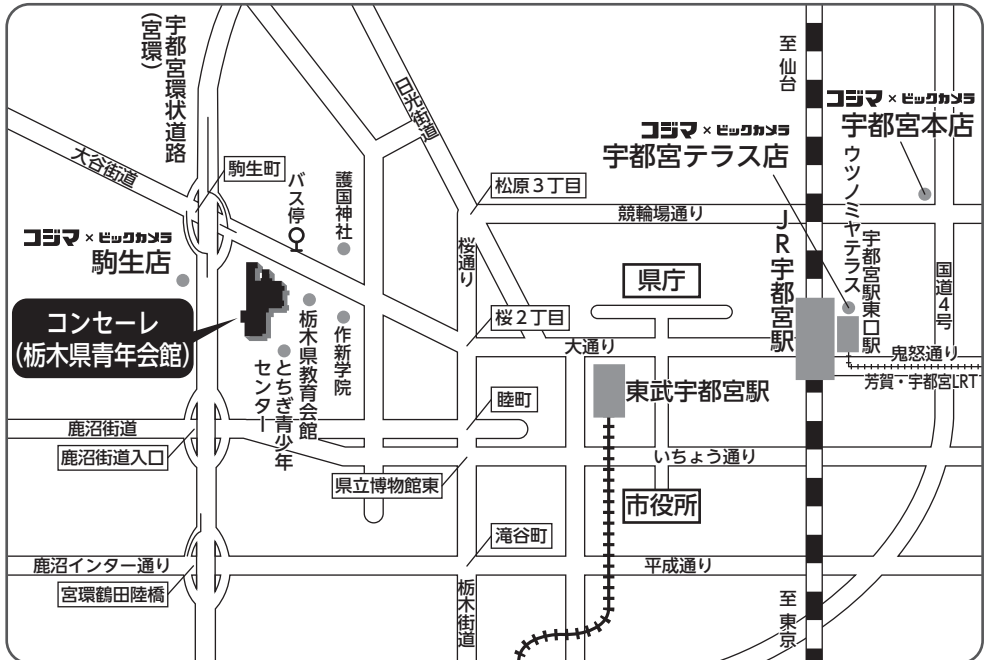 宇都宮環状道路
(宮環)
日光街道
至 仙台
コジマ×ビックカメラ
宇都宮本店
コジマ×ビックカメラ
宇都宮テラス店
大谷街道
駒生町
バス停
護国神社
松原3丁目
競輪場通り
ウツノミヤテラス
宇都宮駅東口駅
JR宇都宮駅
コジマ×ビックカメラ
駒生店
桜通り
県庁
国道4号
コンセーレ
(栃木県青年会館)
栃木県教育会館
作新学院
とちぎ青少年
センター
桜2丁目
大通り
鬼怒通り
芳賀・宇都宮LRT
東武宇都宮駅
睦町
鹿沼街道
鹿沼街道入口
いちょう通り
県立博物館東
市役所
滝谷町
鹿沼インター通り
平成通り
宮環鶴田陸橋
栃木街道
至 東京